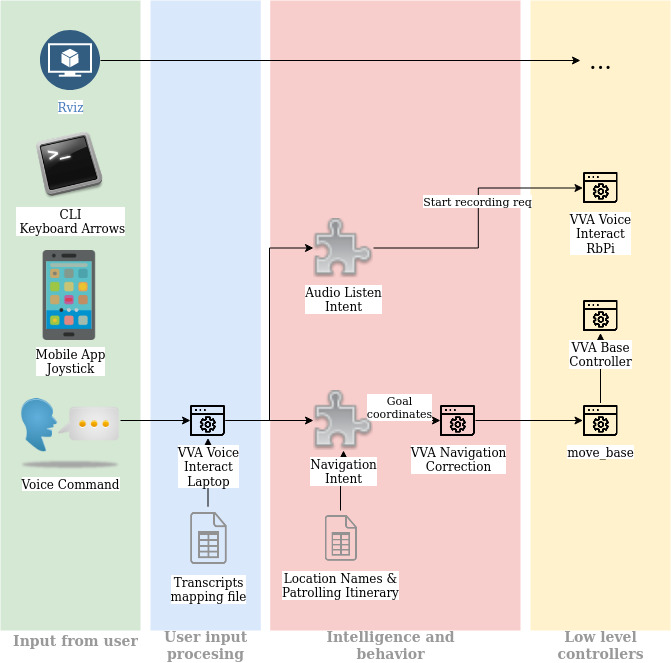 Rviz
...
>_
CLI
Keyboard Arrows
Start recording req
VVA Voice
Interact
RbPi
Audio Listen
Intent
Mobile App
Joystick
VVA Base
Controller
Goal
coordinates
Voice Command
VVA Voice
Interact
Laptop
Navigation
Intent
VVA Navigation
Correction
move_base
Transcripts
mapping file
Location Names &
Patrolling Itinerary
Input from user
User input
procesing
Intelligence and
behavior
Low level
controllers